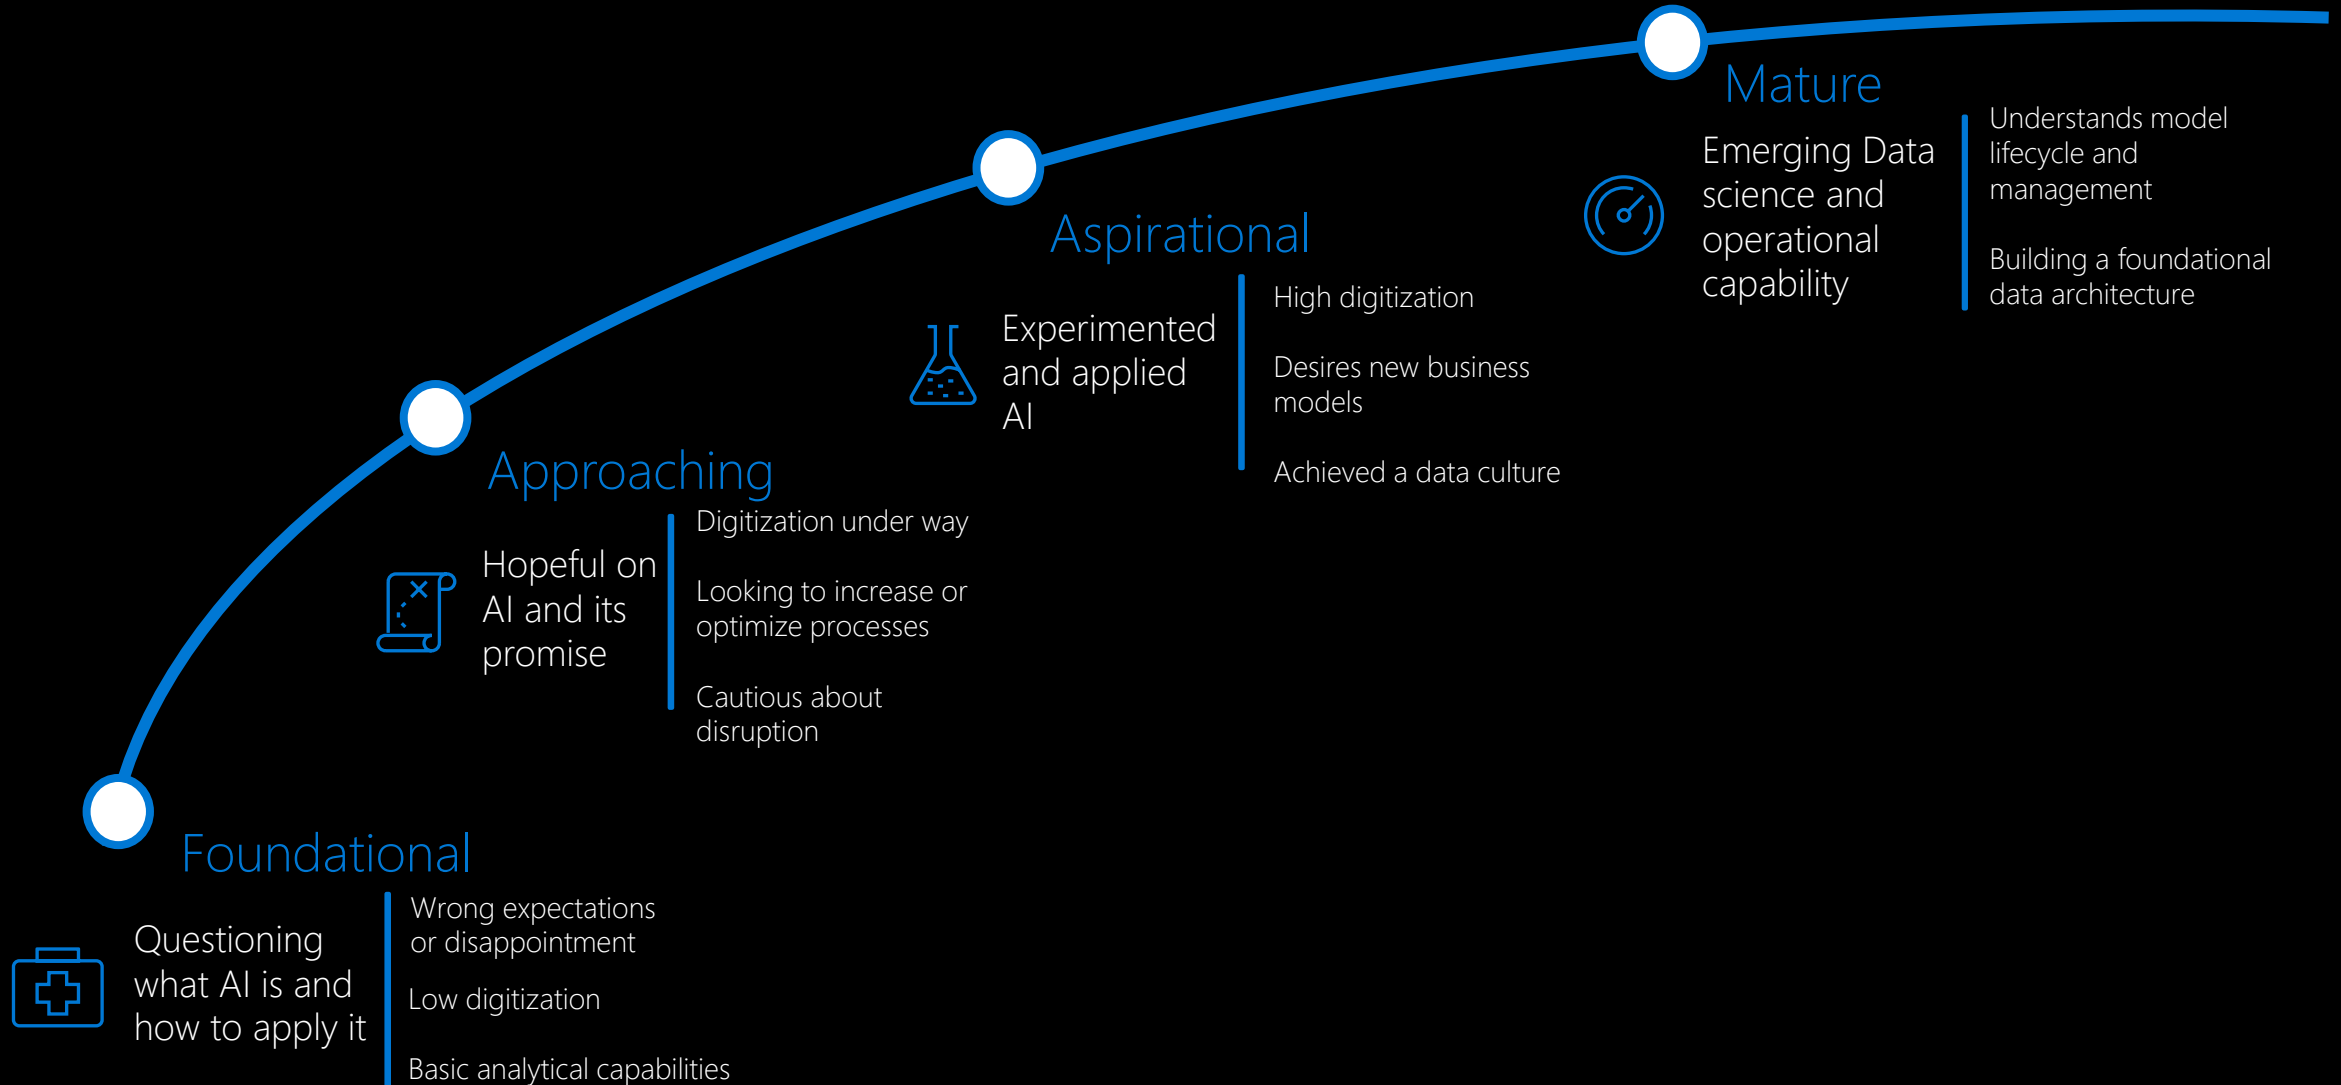 Mature
Emerging Data
science and
operational
capability
Understands model
lifecycle and
management
Building a foundational
data architecture
Aspirational
Experimented
and applied
AI
High digitization
Desires new business
models
Achieved a data culture
Approaching
Hopeful on
AI and its
promise
Digitization under way
Looking to increase or
optimize processes
Cautious about
disruption
Foundational
Questioning
what AI is and
how to apply it
Wrong expectations
or disappointment
Low digitization
Basic analytical capabilities